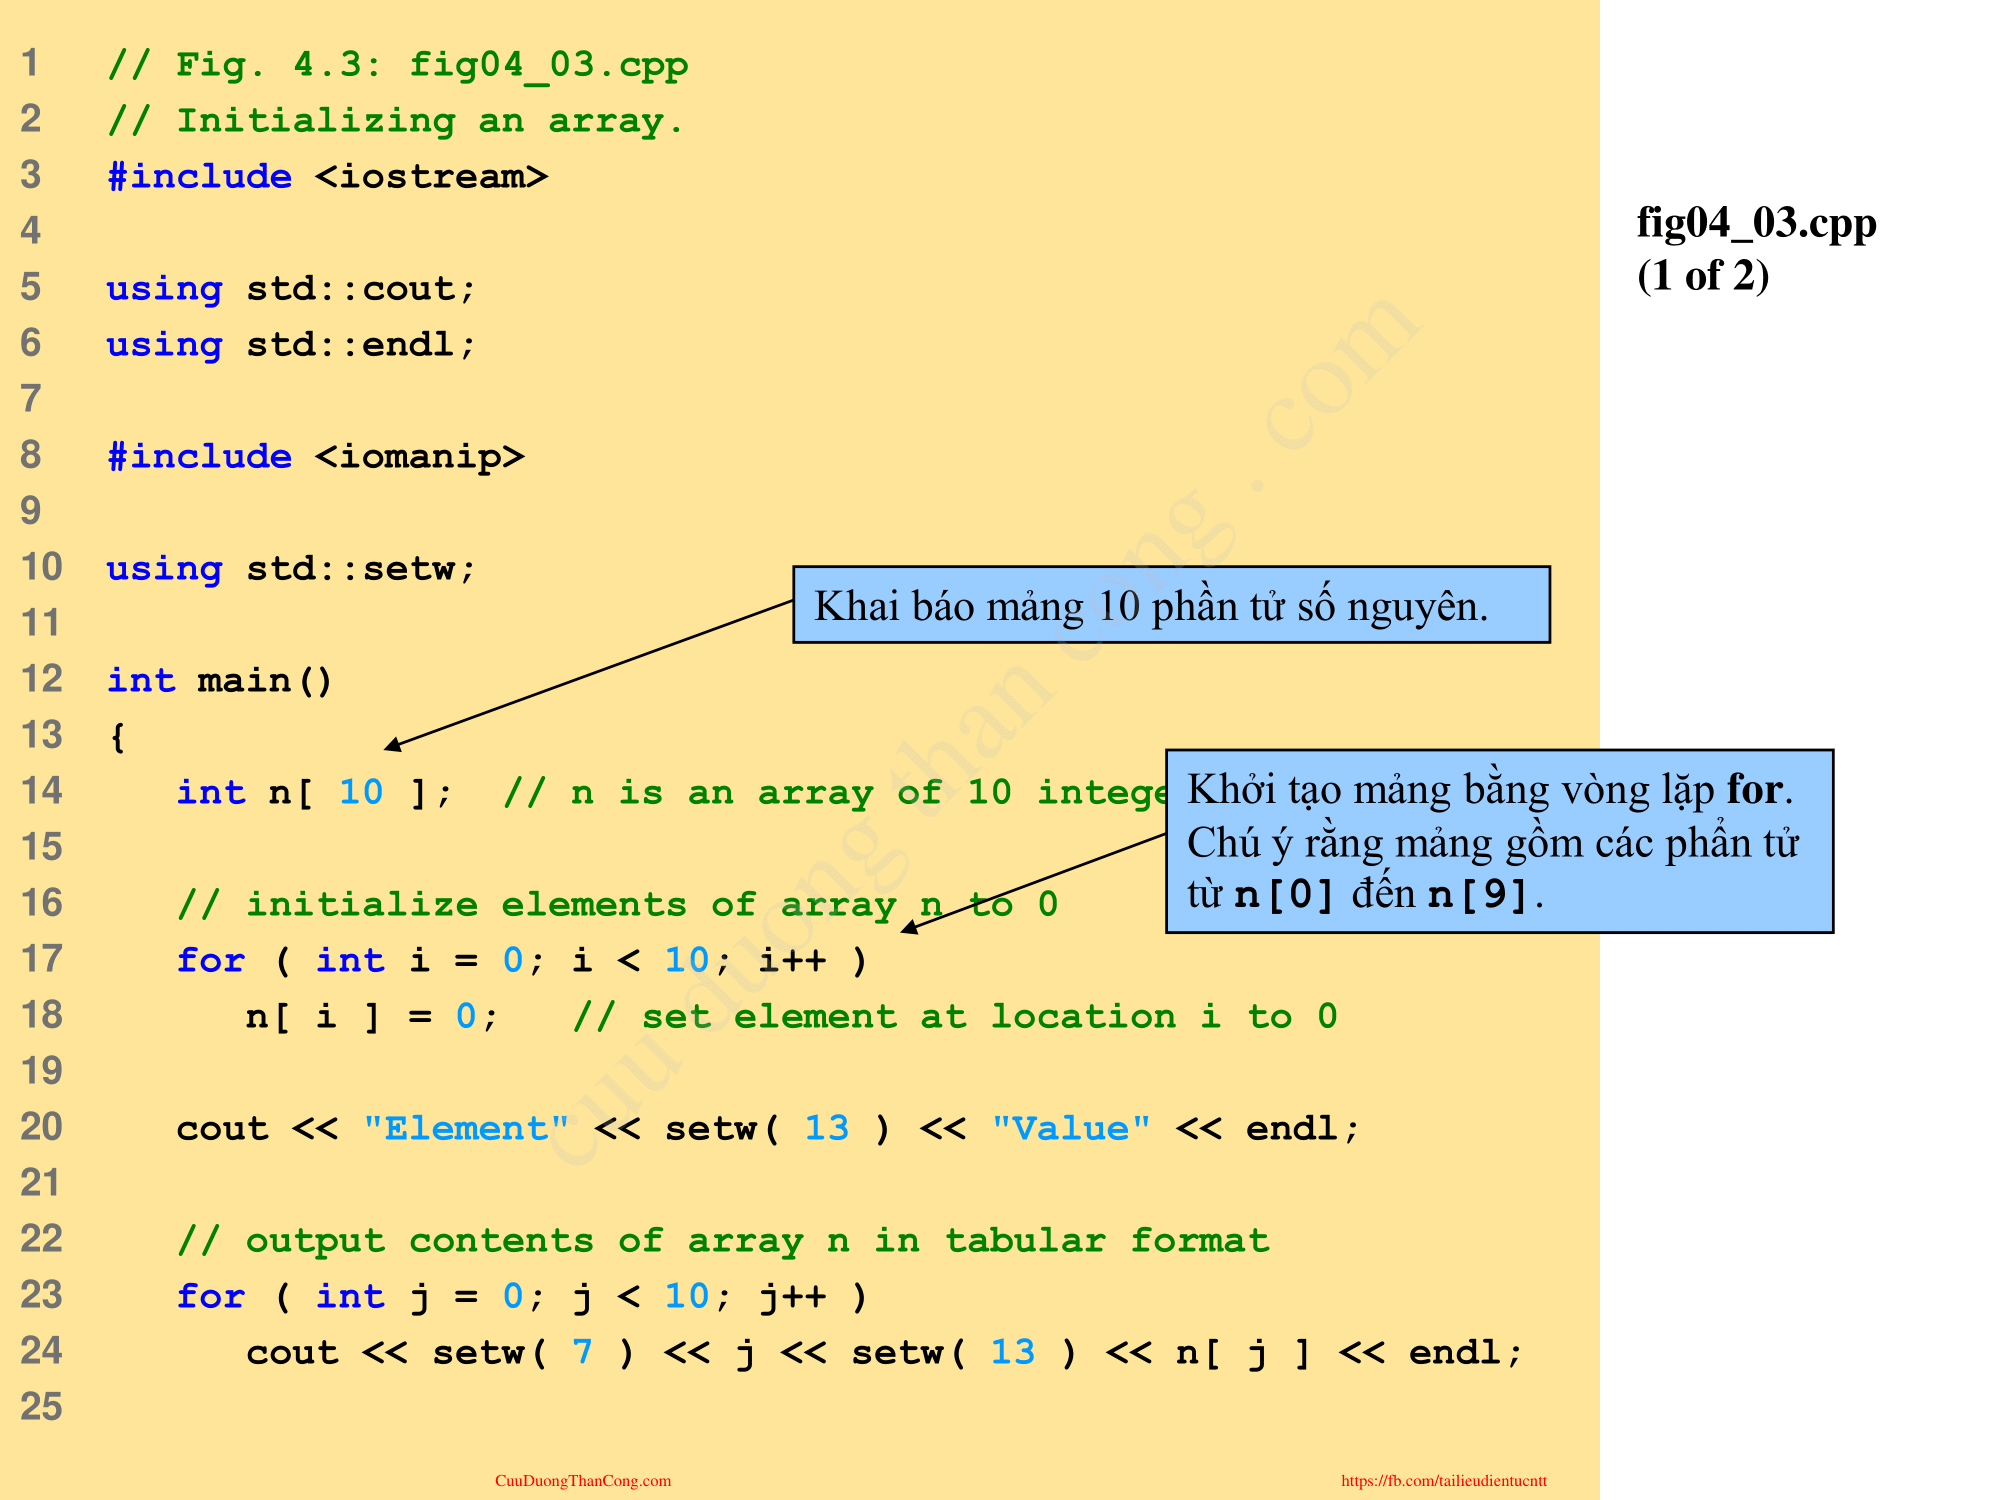 1 // Fig. 4.3: fig04_03.cpp
2 // Initializing an array.
3 #include <iostream>
4
5 using std::cout;
6 using std::endl;
7
8 #include <iomanip>
9
10 using std::setw;
11
12 int main()
13 {
14 int n[ 10 ]; // n is an array of 10 intege
15
16 // initialize elements of array n to 0
17 for ( int i = 0; i < 10; i++ )
18 n[ i ] = 0; // set element at location i to 0
19
20 cout << "Element" << setw( 13 ) << "Value" << endl;
21
22 // output contents of array n in tabular format
23 for ( int j = 0; j < 10; j++ )
24 cout << setw( 7 ) << j << setw( 13 ) << n[ j ] << endl;
25
Khai báo mảng 10 phần tử số nguyên.
Khởi tạo mảng bằng vòng lặp for.
Chú ý rằng mảng gồm các phẩn tử
từ n[0] đến n[9].
fig04_03.cpp
(1 of 2)
cuu duong than cong . com
CuuDuongThanCong.com
https://fb.com/tailieudientucntt